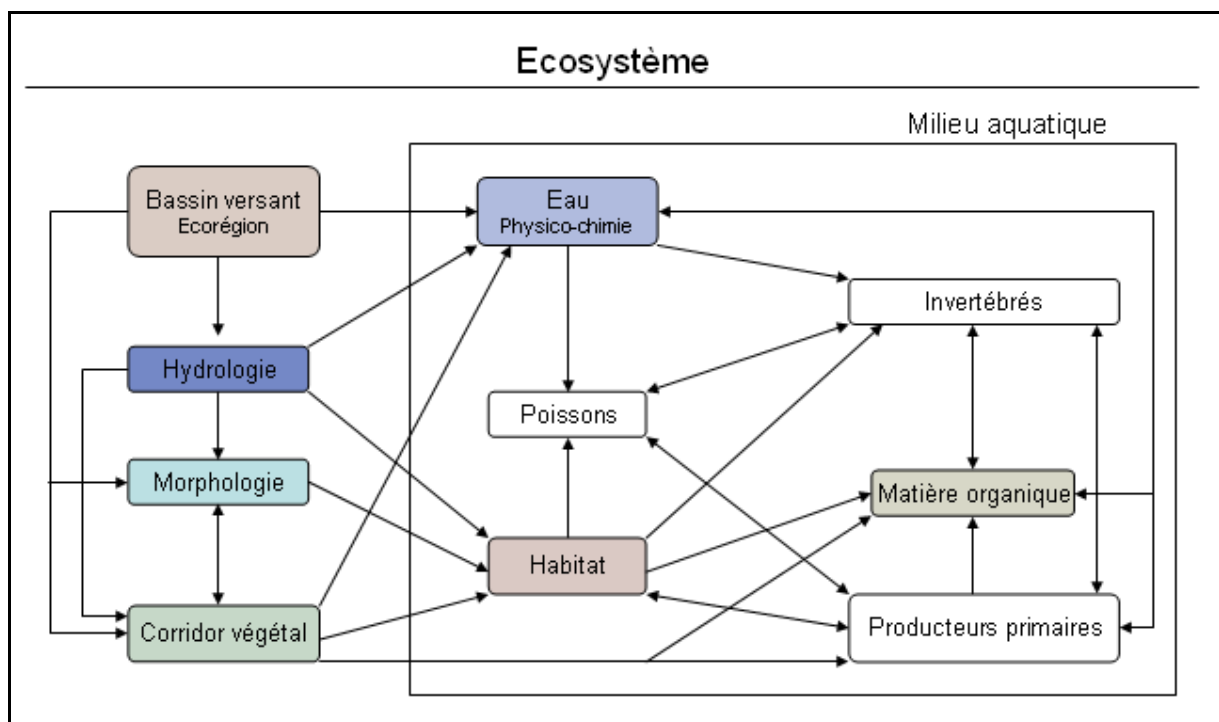 Ecosystème
Milieu aquatique
Bassin versant
Ecorégion
Eau
Physico-chimie
Invertébrés
Hydrologie
Poissons
Morphologie
Matière organique
Habitat
Corridor végétal
Producteurs primaires